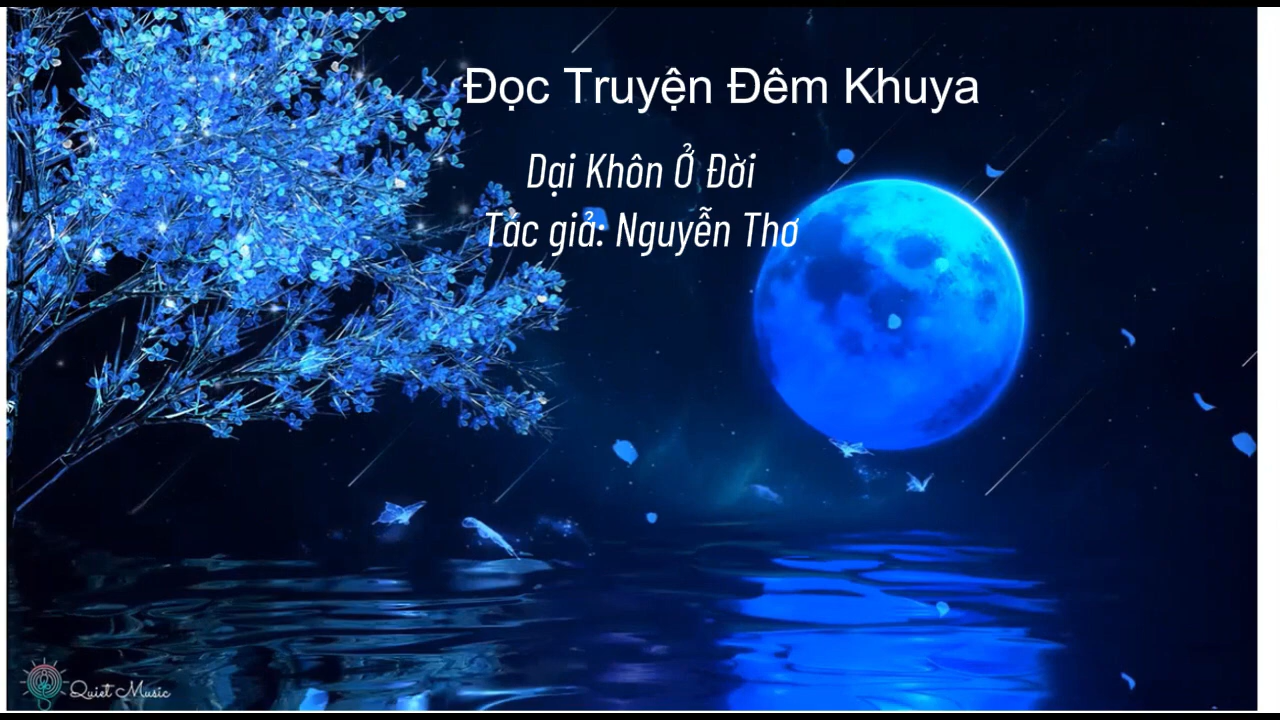 Đọc Truyện Đêm Khuya
Dại Khôn Ở Đời
Tác giả: Nguyễn Thơ
Quiet Music